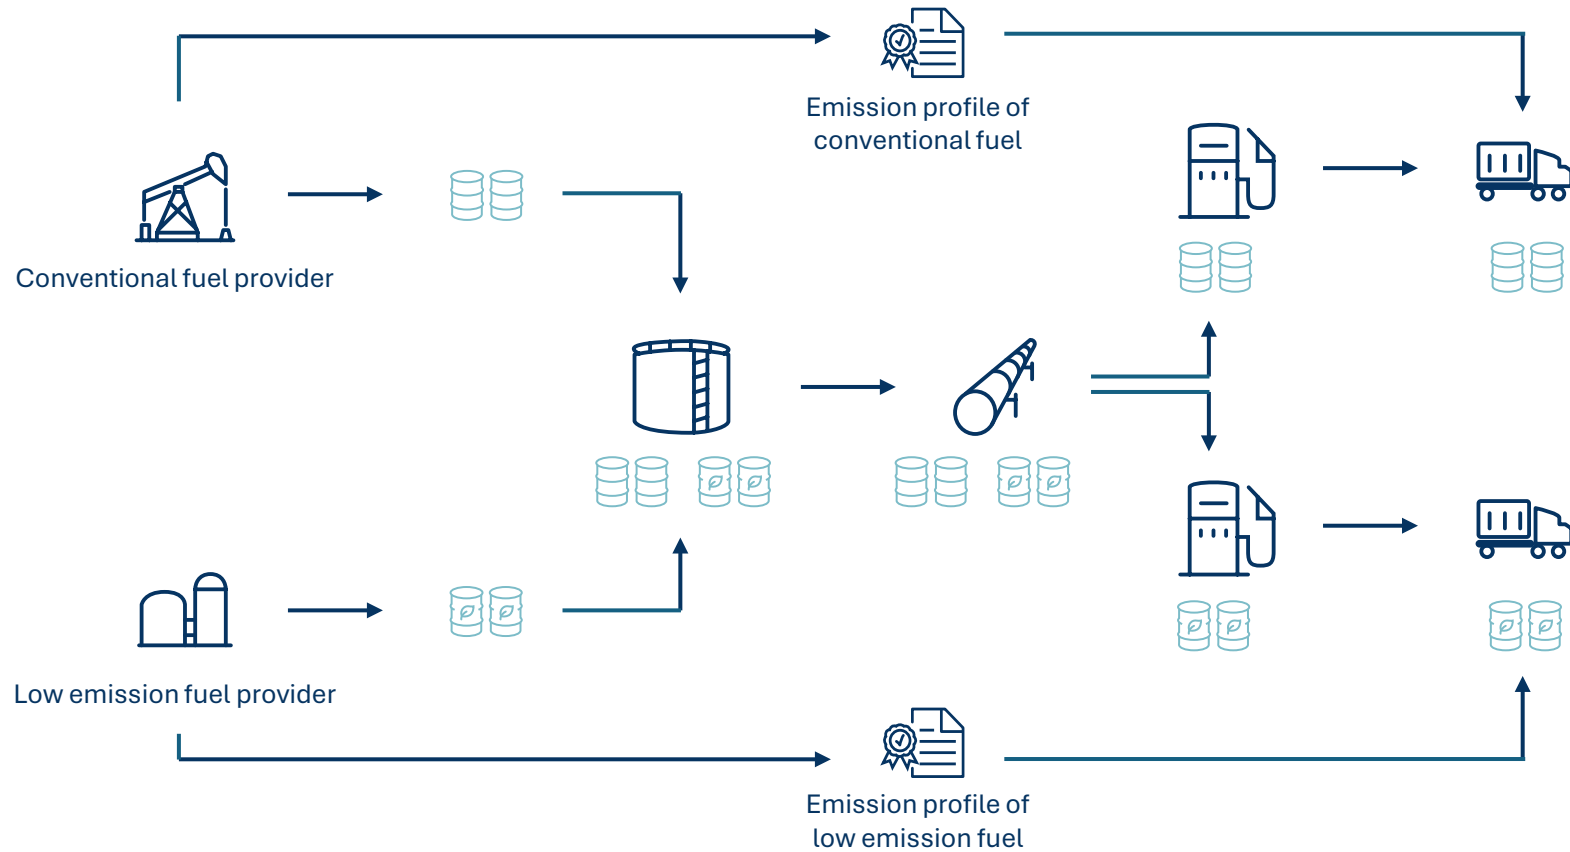 Emission profile of
conventional fuel
Conventional fuel provider
Low emission fuel provider
Emission profile of
low emission fuel